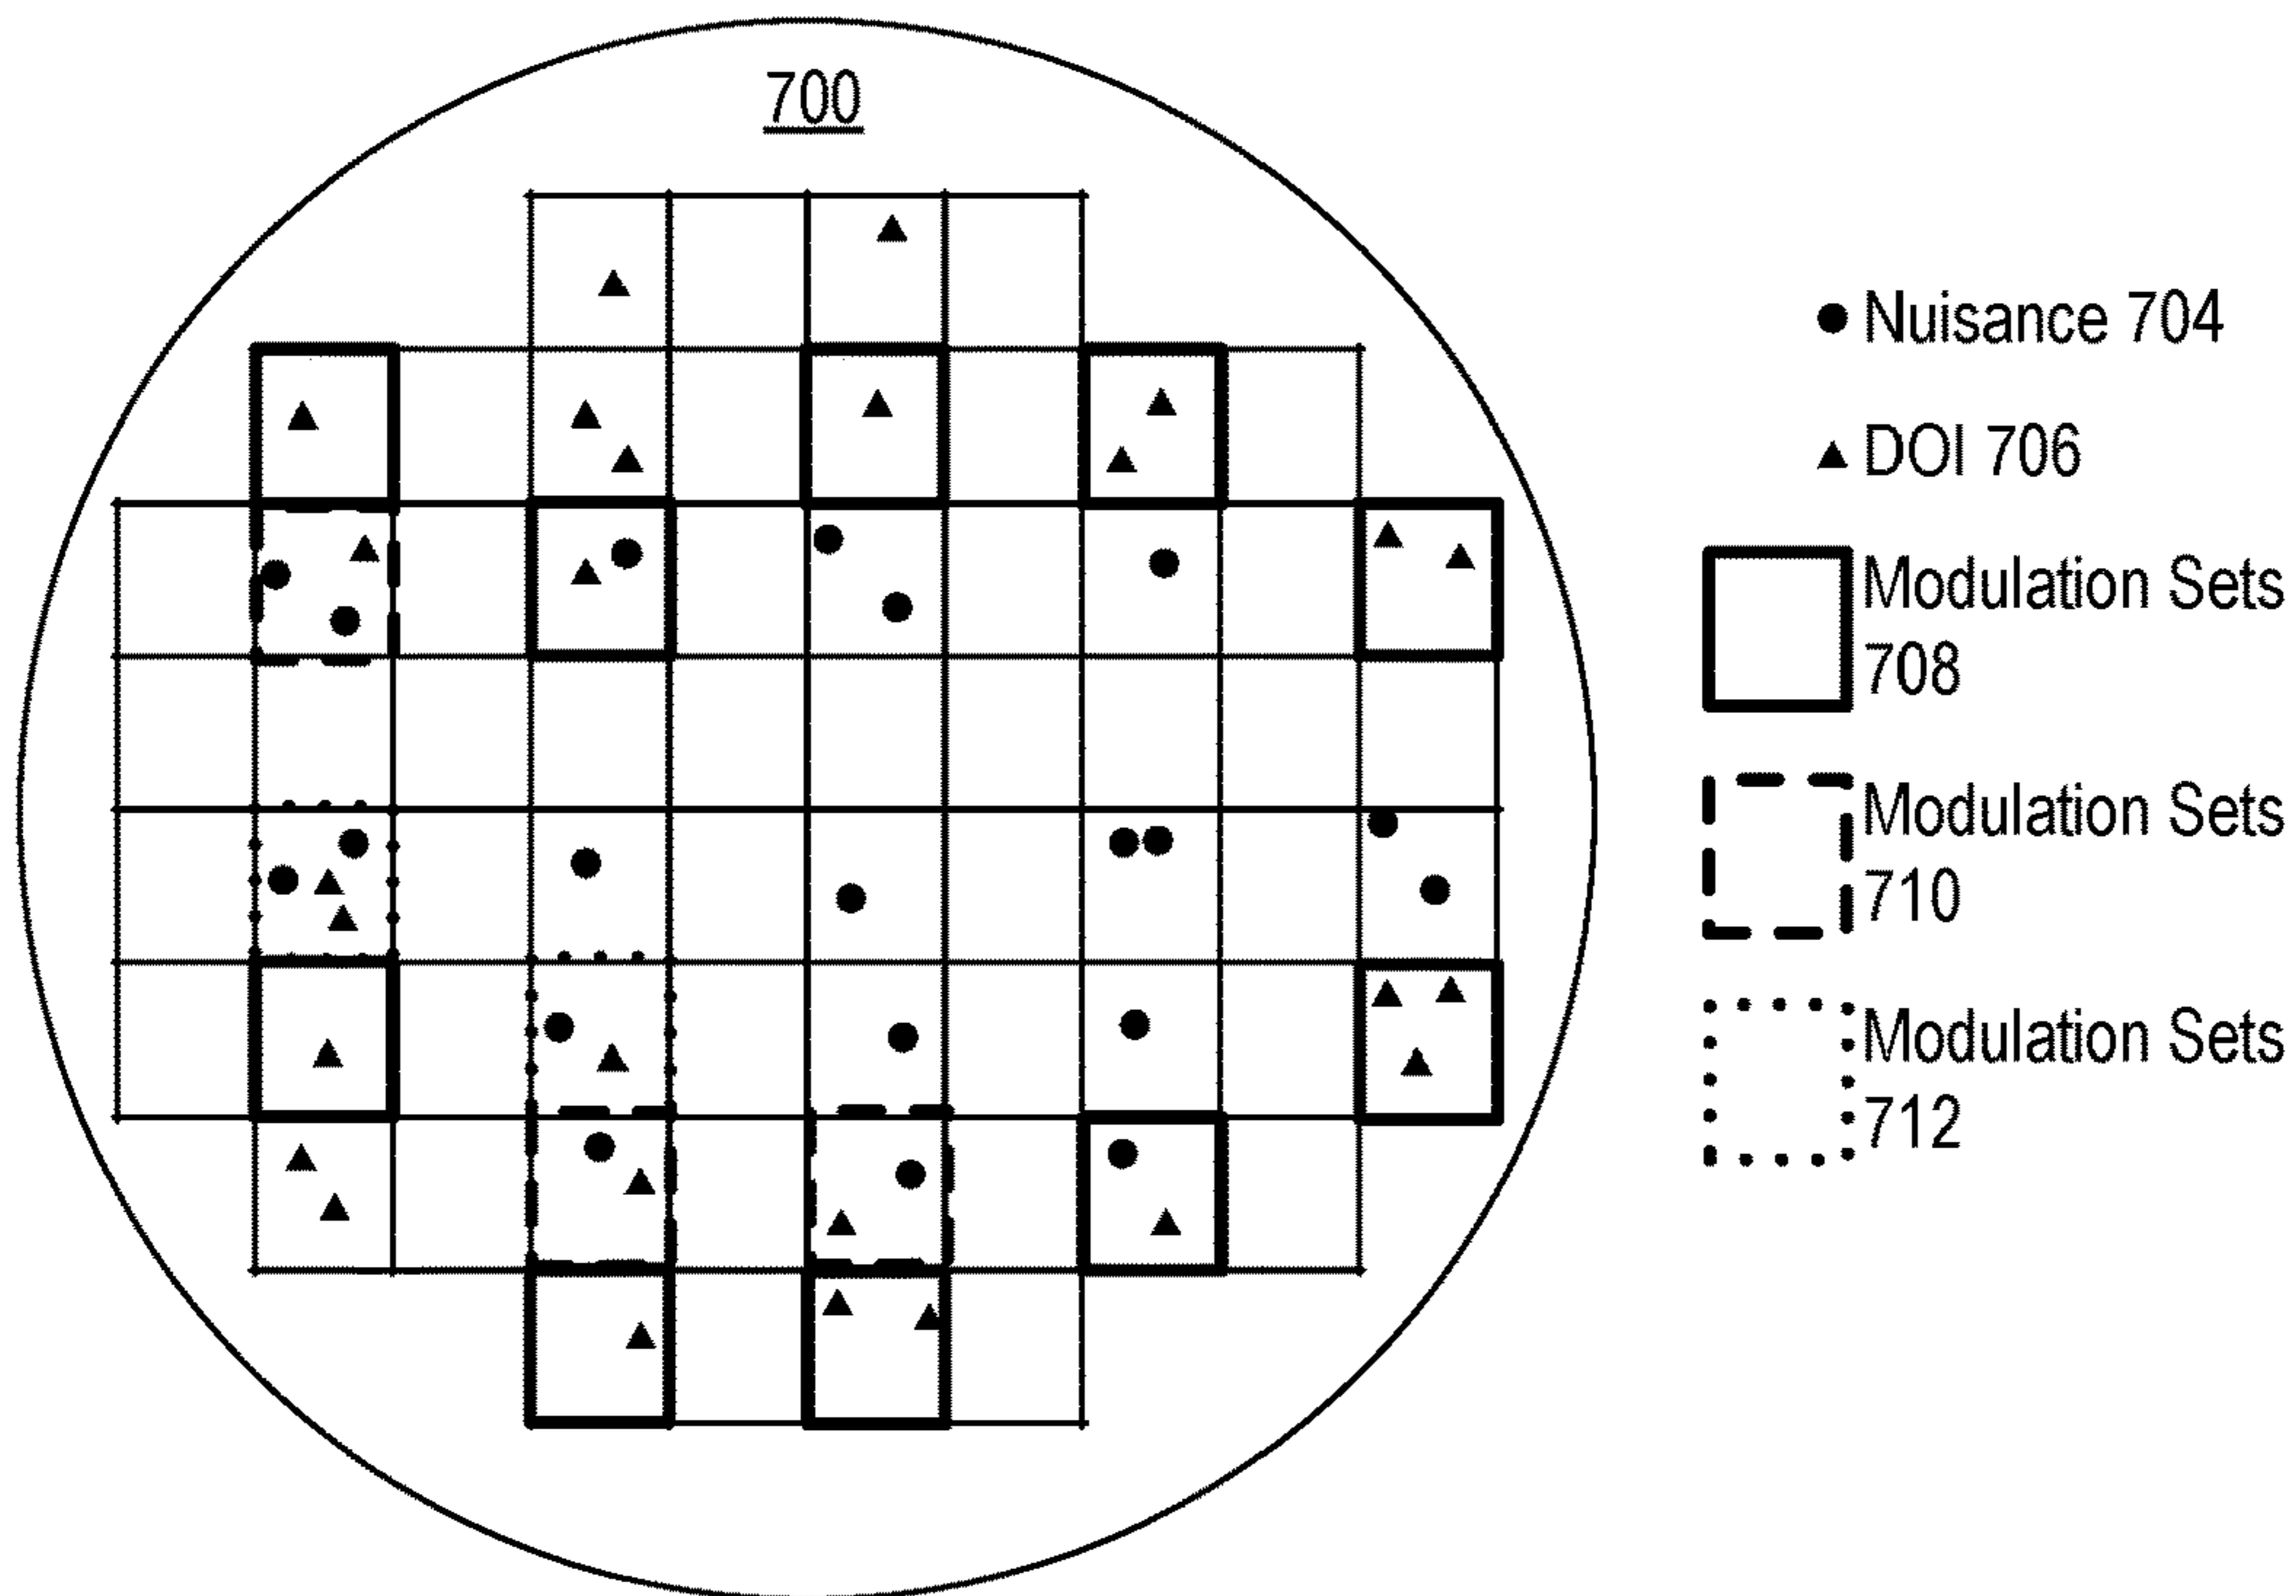 700
Nuisance 704
DOI 706
Modulation Sets
708
Modulation Sets
710
Modulation Sets
712